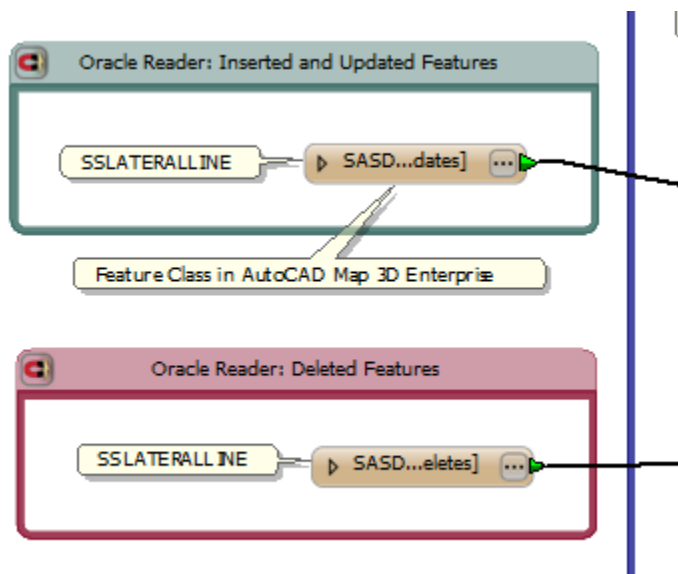 Oracle Reader: Inserted and Updated Features
SSLATERALLINE
SASD...dates]
Feature Class in AutoCAD Map 3D Enterprise
Oracle Reader: Deleted Features
SSLATERALLINE
SASD...eletes]